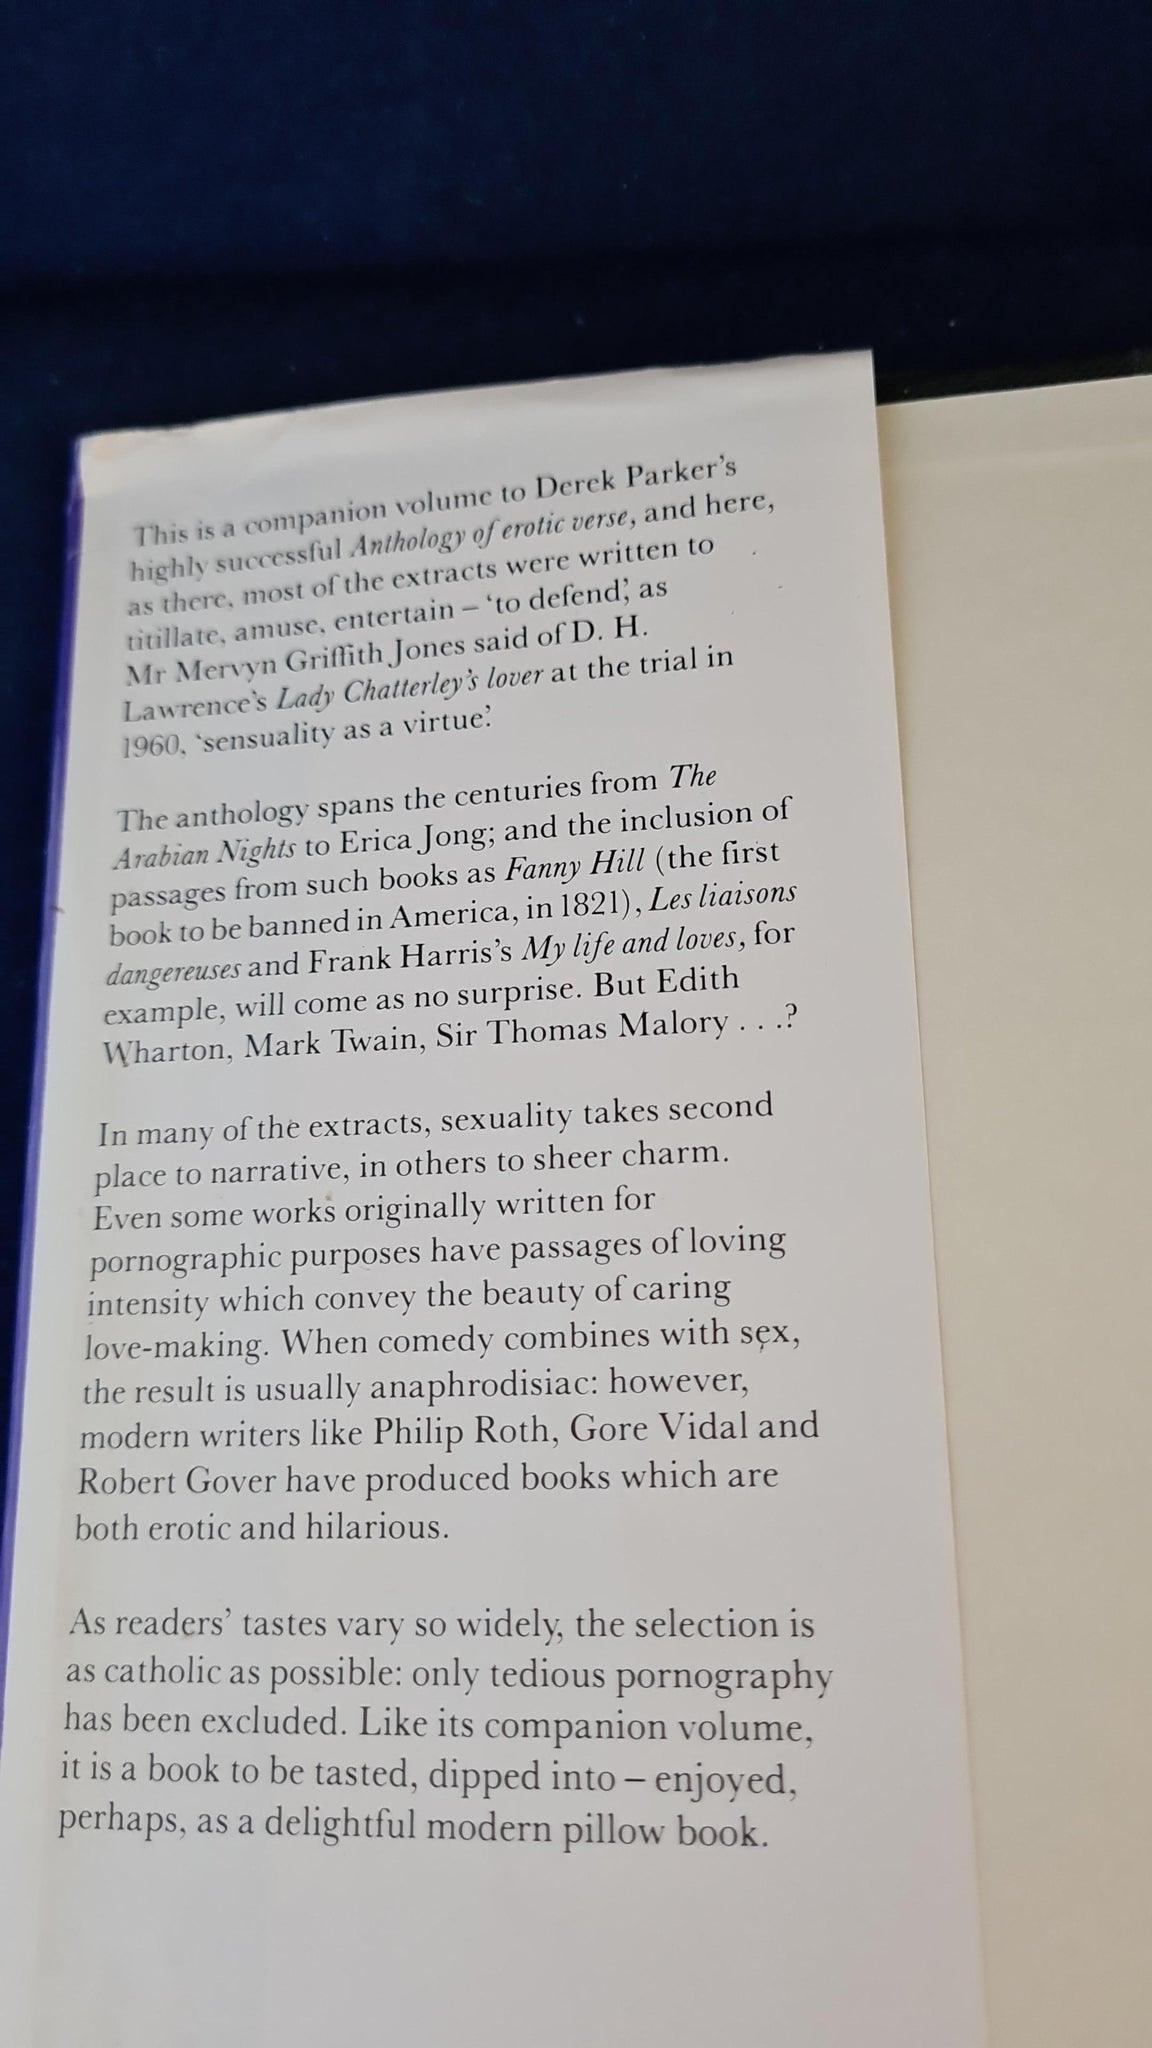 This is a companion volume to Derek Parker's
highly successful Anthology of erotic verse, and here,
as there, most of the extracts were written to
titillate, amuse, entertain – 'to defend', as
Mr Mervyn Griffith Jones said of D. H.
Lawrence's Lady Chatterley's lover at the trial in
1960, 'sensuality as a virtue'.
The anthology spans the centuries from The
Arabian Nights to Erica Jong; and the inclusion of
passages from such books as Fanny Hill (the first
book to be banned in America, in 1821), Les liaisons
dangereuses and Frank Harris's My life and loves, for
example, will come as no surprise. But Edith
Wharton, Mark Twain, Sir Thomas Malory . . .?
In many of the extracts, sexuality takes second
place to narrative, in others to sheer charm.
Even some works originally written for
pornographic purposes have passages of loving
intensity which convey the beauty of caring
love-making. When comedy combines with sex,
the result is usually anaphrodisiac: however,
modern writers like Philip Roth, Gore Vidal and
Robert Gover have produced books which are
both erotic and hilarious.
As readers' tastes vary so widely, the selection is
as catholic as possible: only tedious pornography
has been excluded. Like its companion volume,
it is a book to be tasted, dipped into – enjoyed,
perhaps, as a delightful modern pillow book.